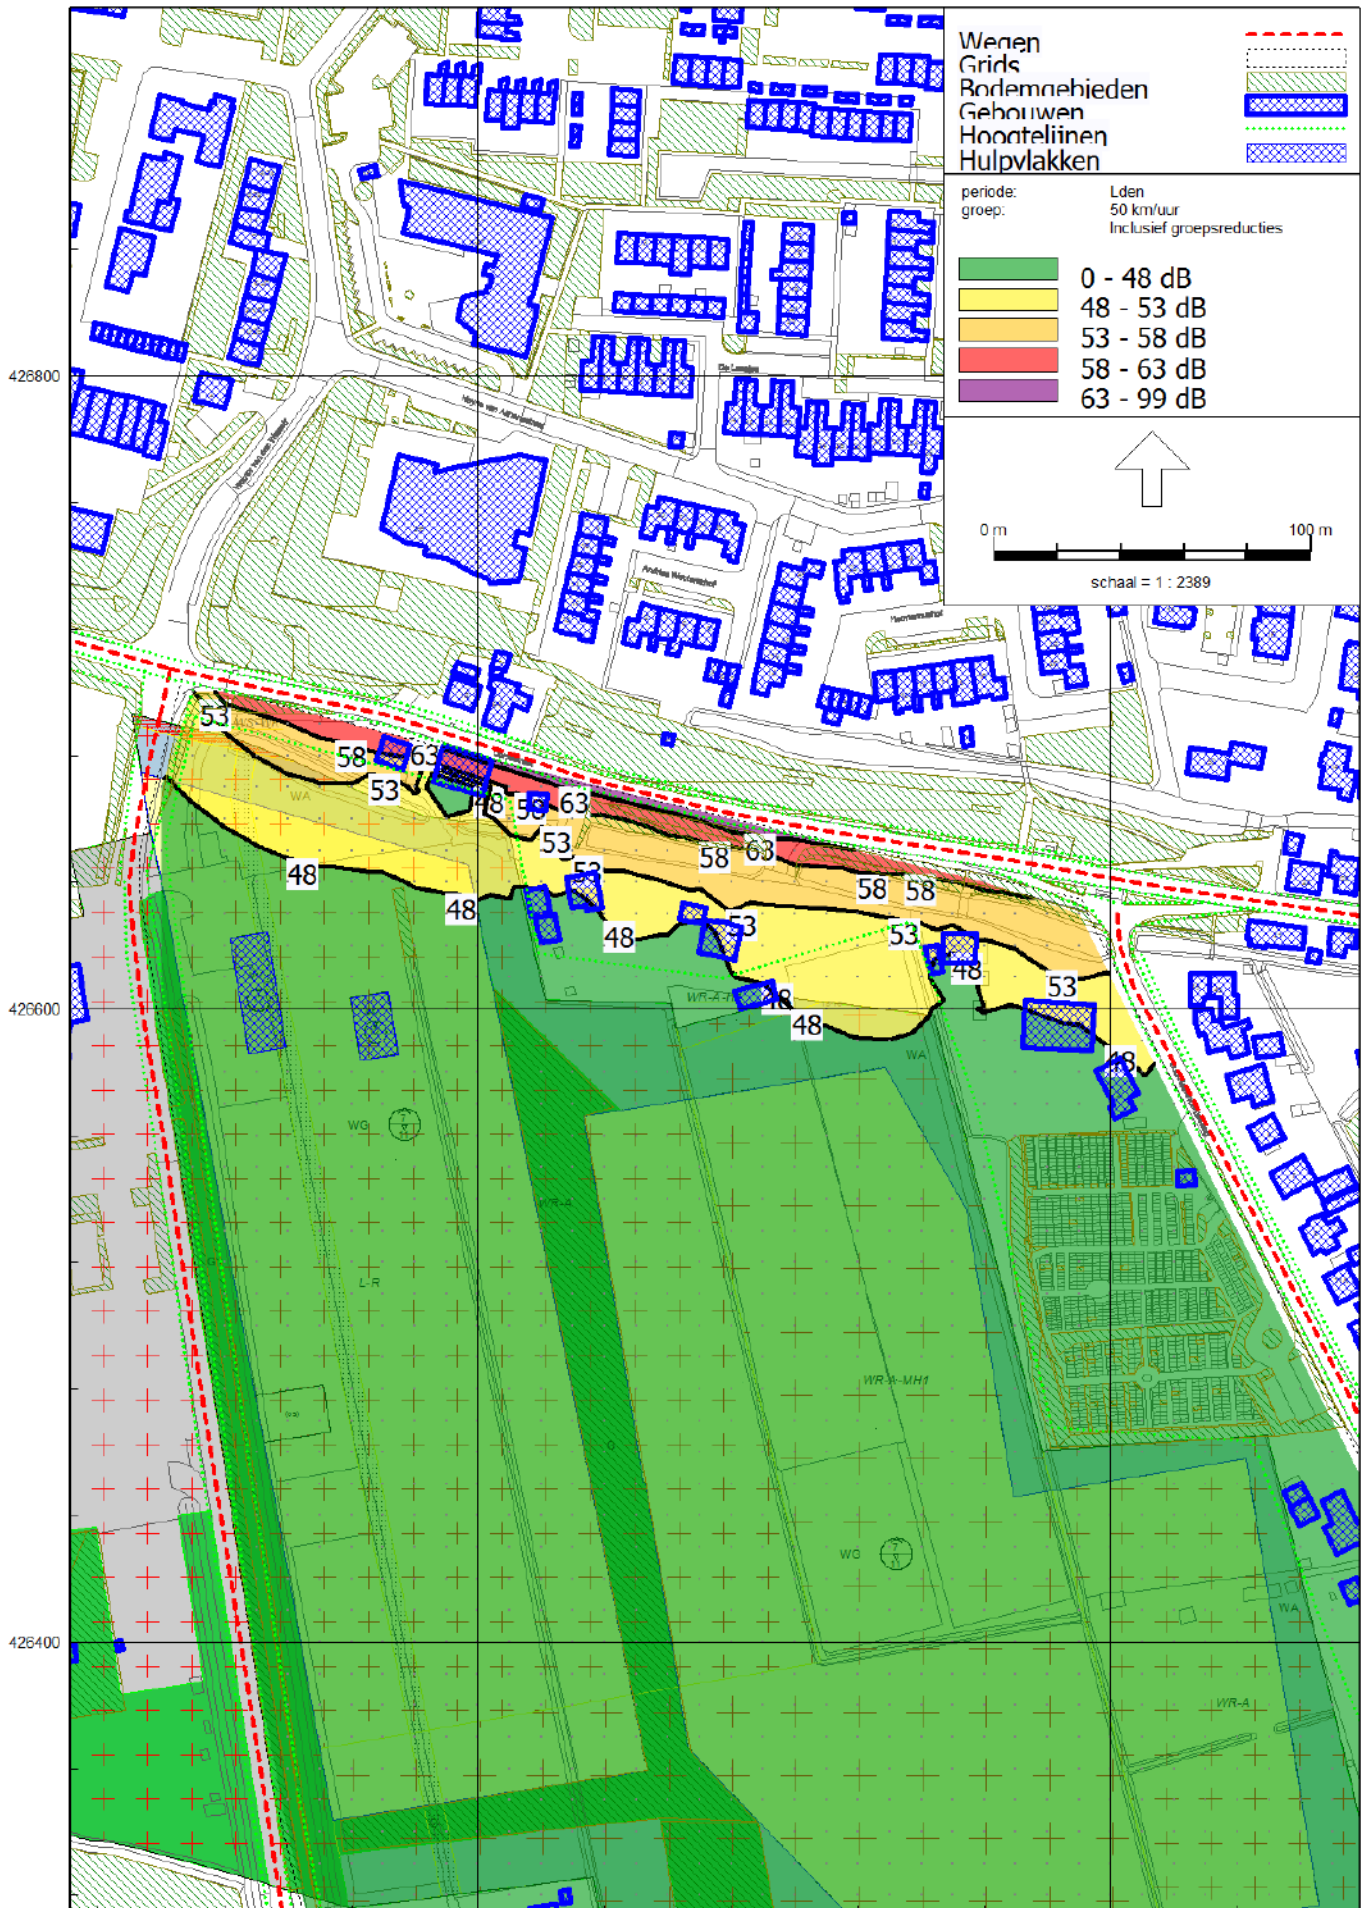 Wegen
Grids
Bodemgebieden
Gebouwen
Hoogtelijnen
Hulpvlakken
periode: Lden
groep: 50 km/uur
Inclusief groepsreducties
0 - 48 dB
48 - 53 dB
53 - 58 dB
58 - 63 dB
63 - 99 dB
0 m 100 m
schaal = 1 : 2389
426800
De Leesjes
53
58
63
53
48
58
63
53
58
63
58
58
WA
53
48
48
48
53
53
48
53
426600
48
48
WA
48
WG
WR-A
L-R
G
WR-A-MH1
G
WG
WA
426400
WR-A